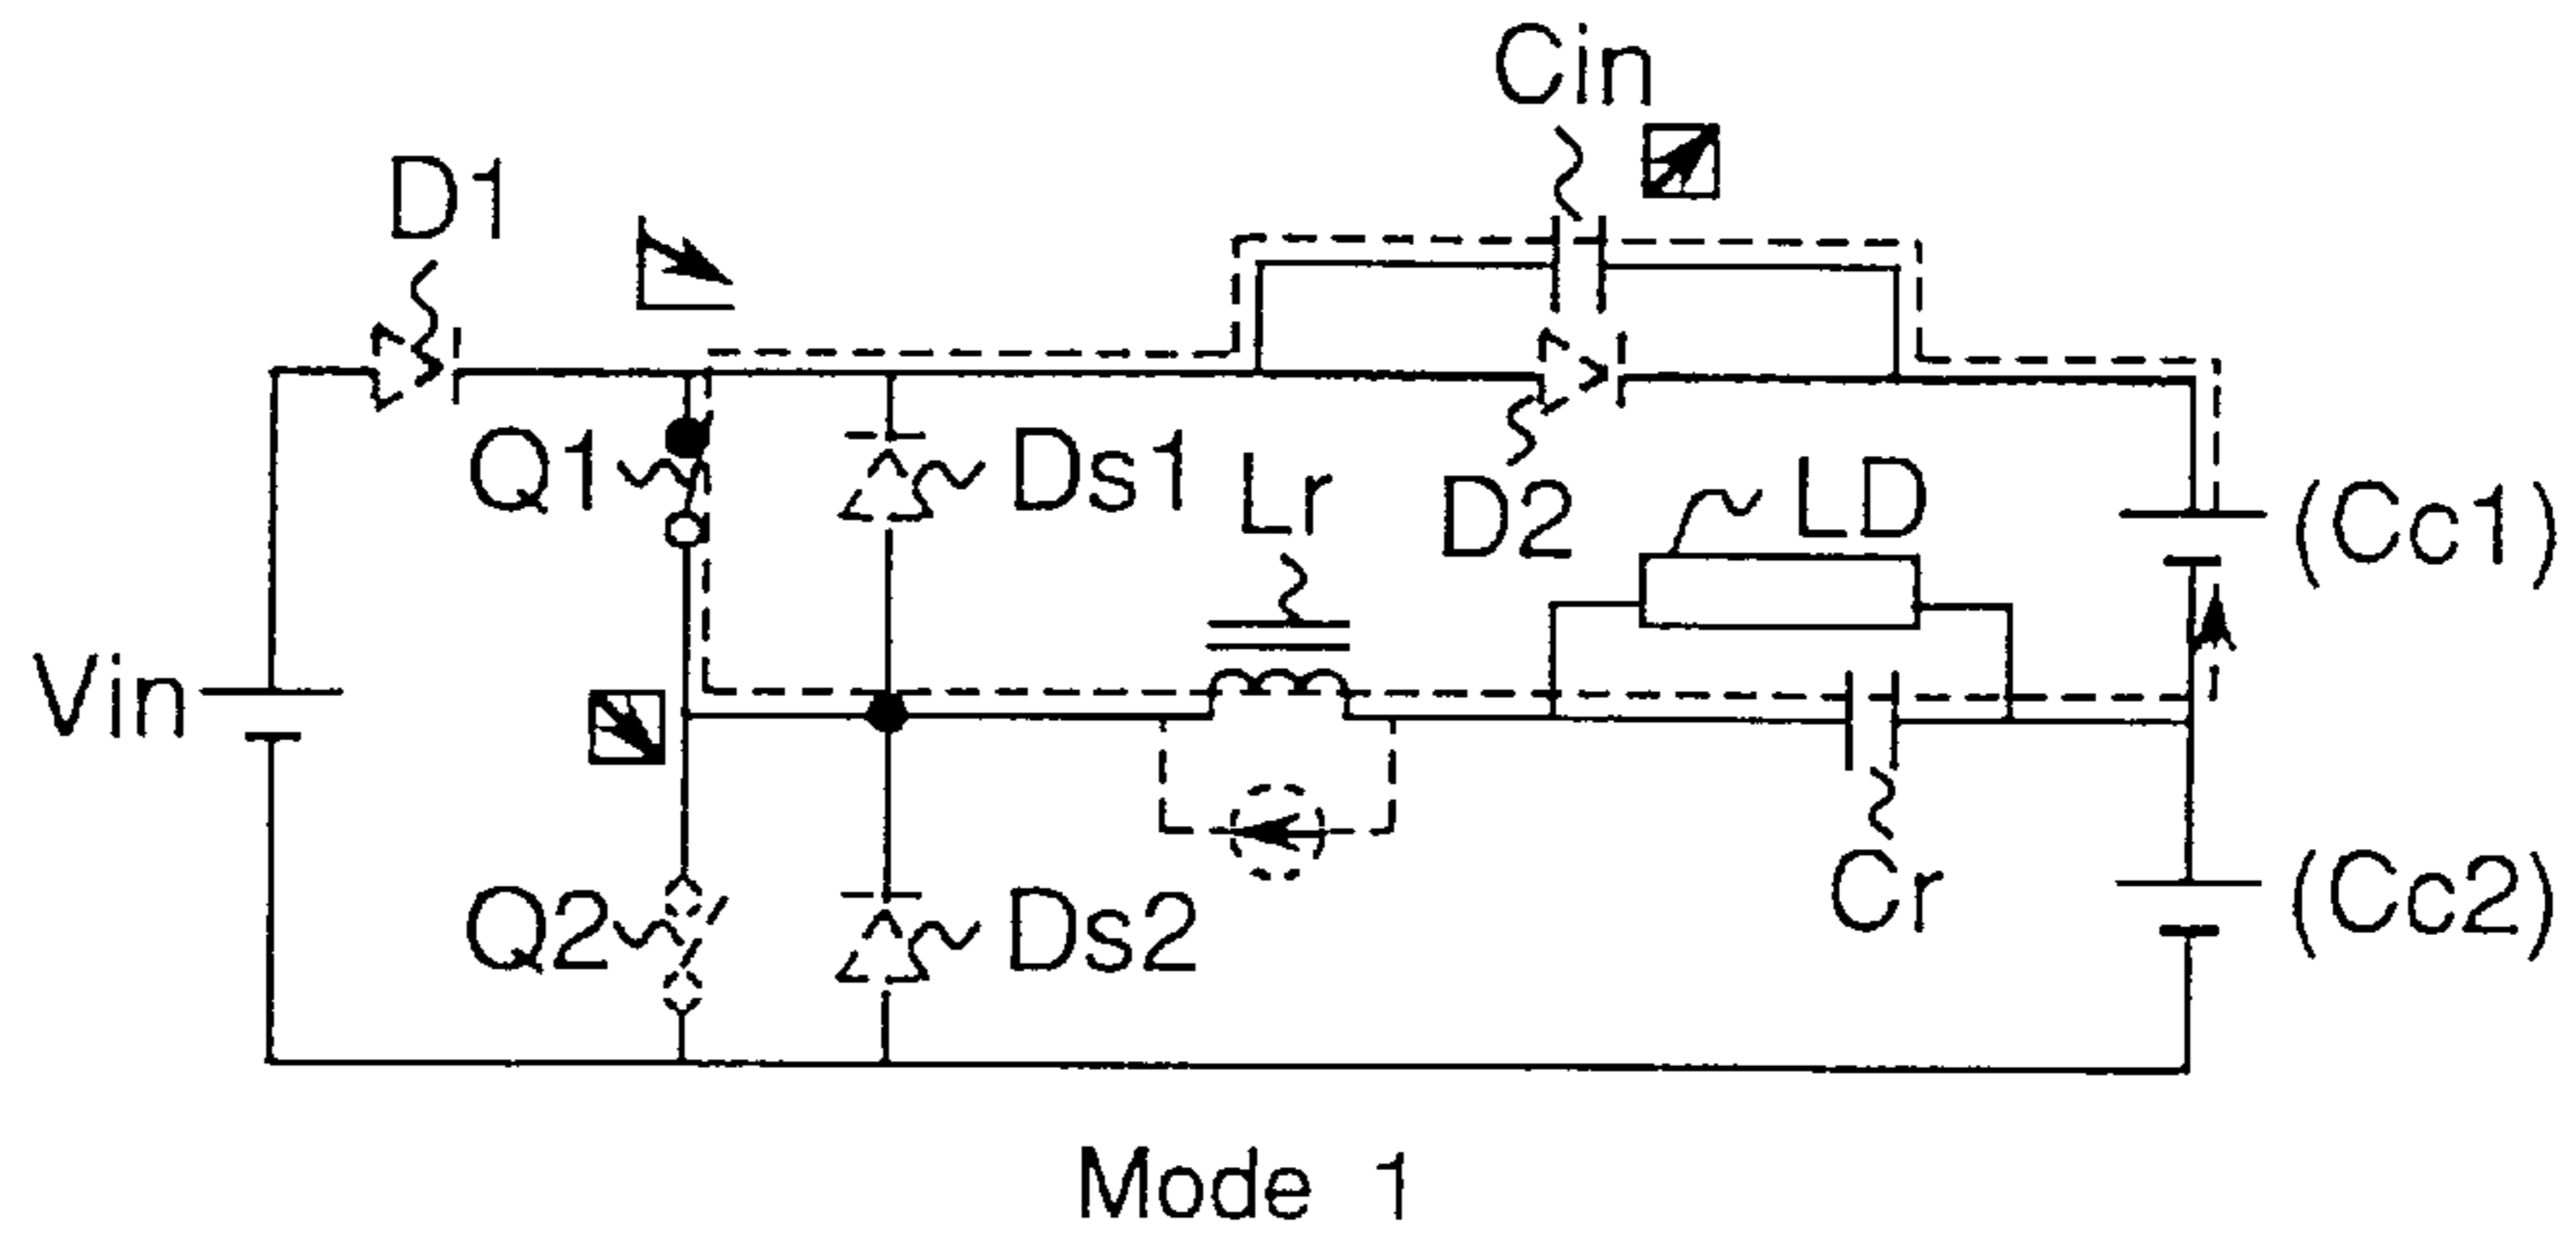 Cin
D1
Q1
Ds1
Lr
D2
LD
(Cc1)
Vin
Q2
Ds2
Cr
(Cc2)
Mode 1